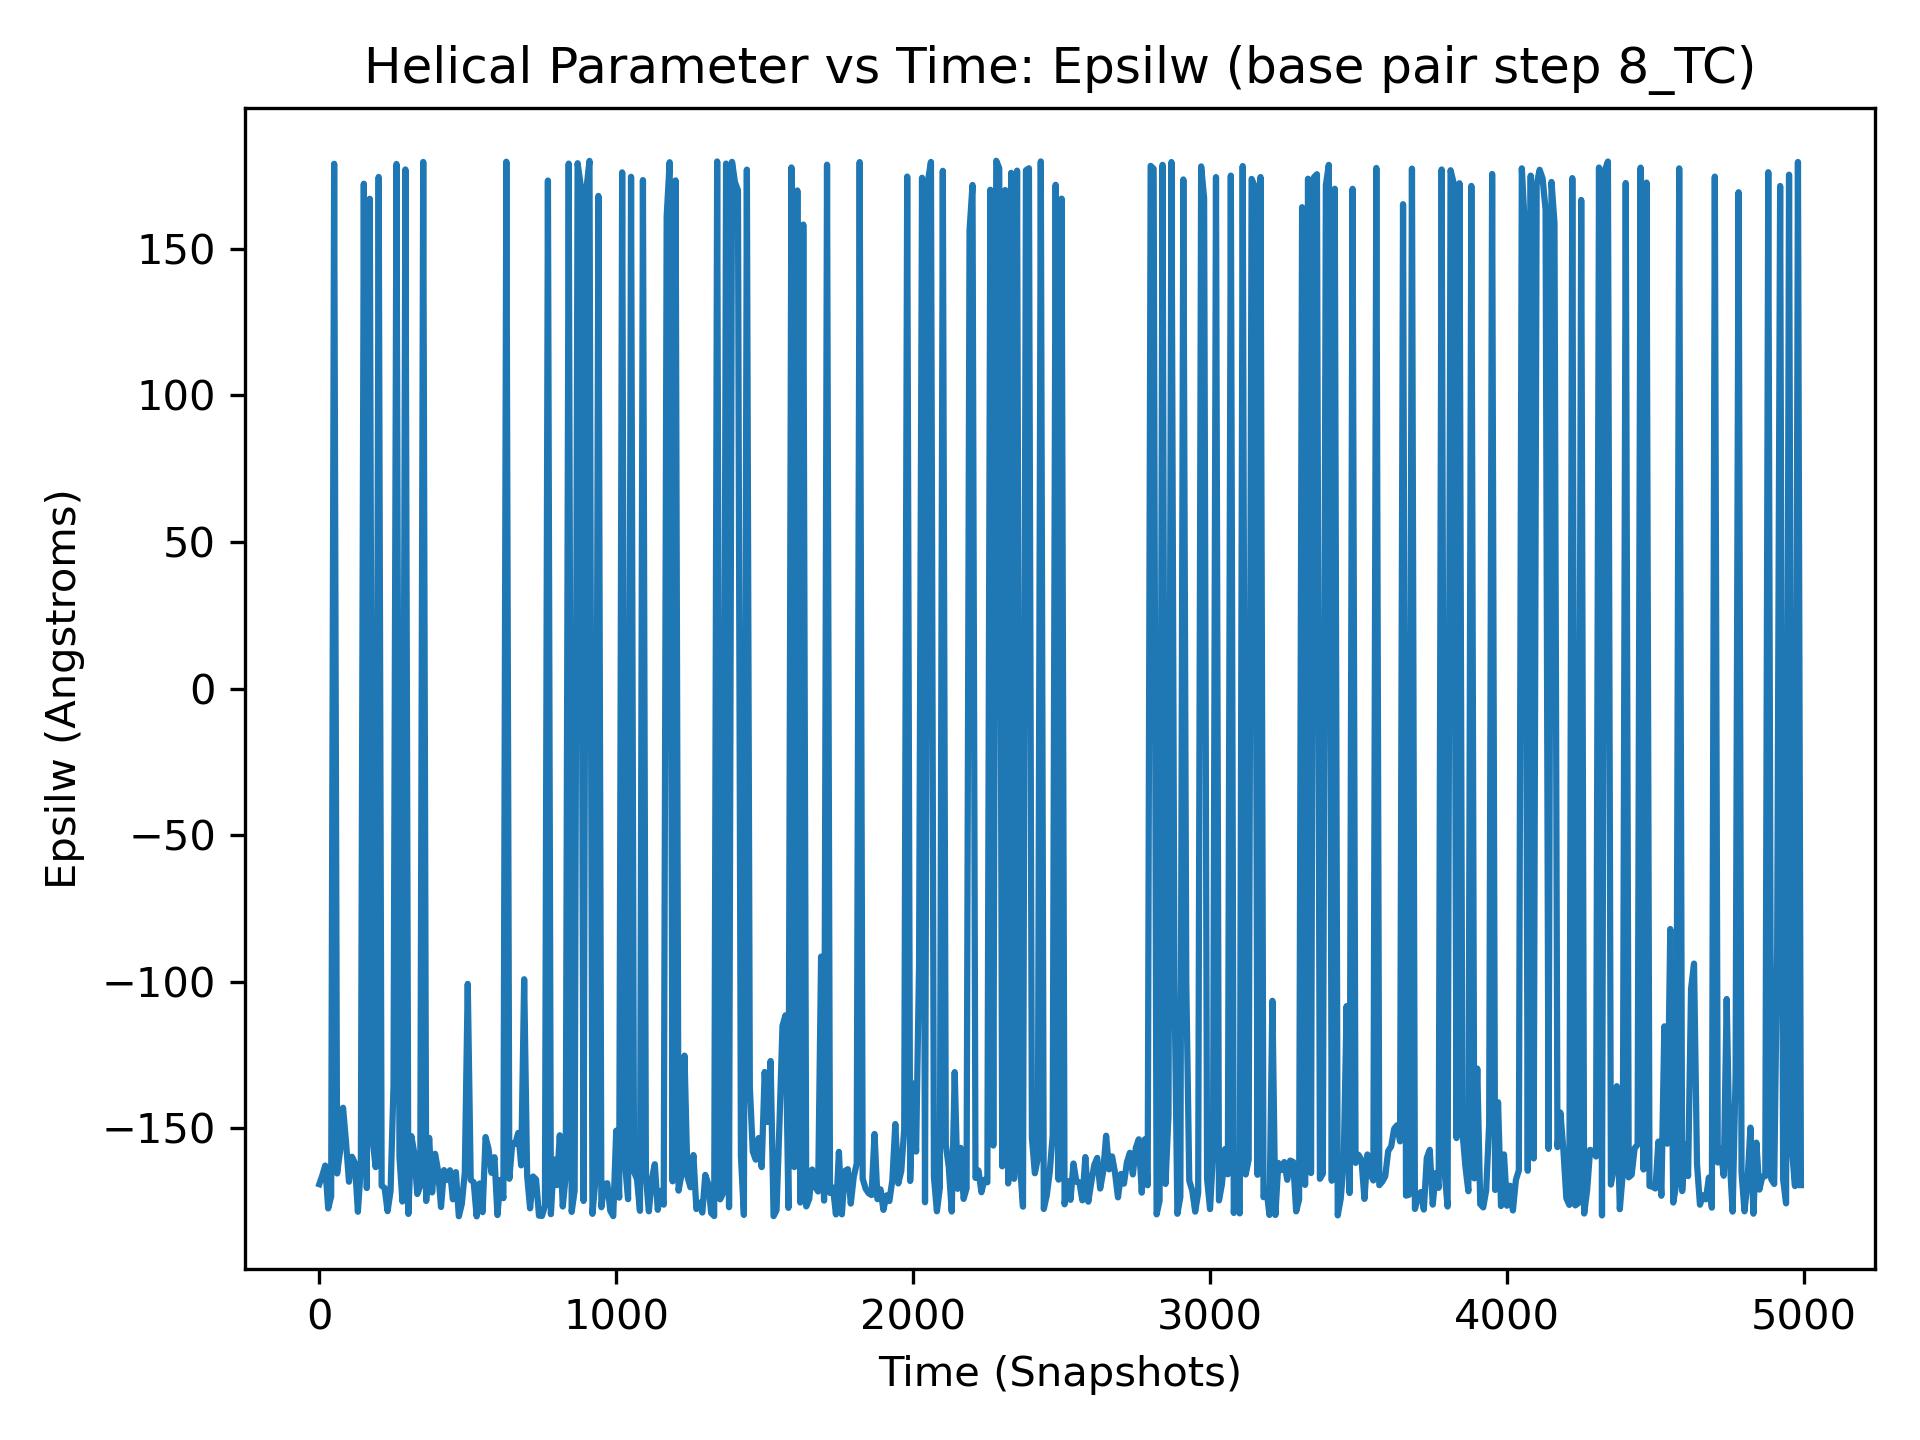 Helical Parameter vs Time: Epsilw (base pair step 8_TC)
Epsilw (Angstroms)
150
100
50
0
−50
−100
−150
0 1000 2000 3000 4000 5000
Time (Snapshots)